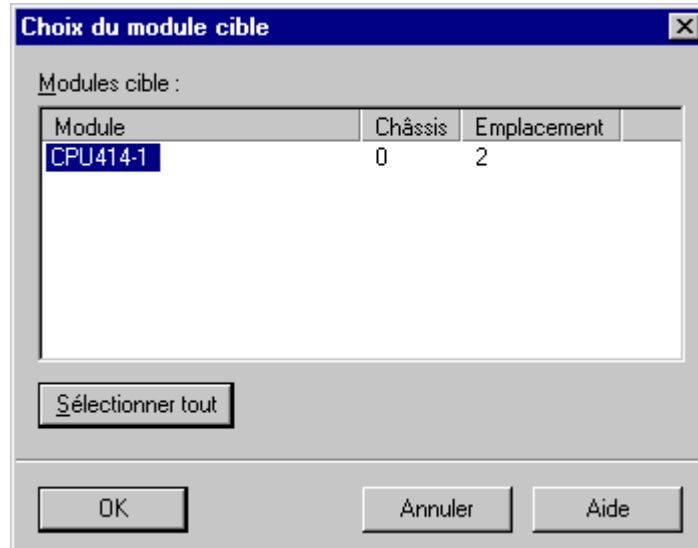 Choix du module cible
Modules cible :
Module Châssis Emplacement
CPU414-1 0 2
Sélectionner tout
OK Annuler Aide